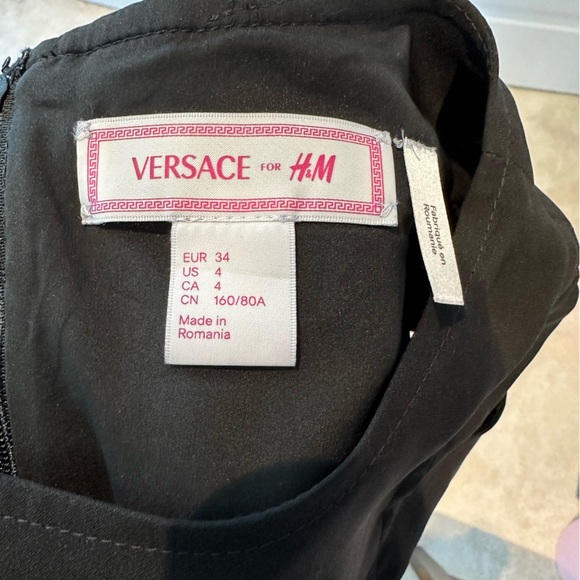 VERSACE FOR H&M
EUR 34
US 4
CA 4
CN 160/80A
Made in
Romania
Fabriqué en
Roumanie